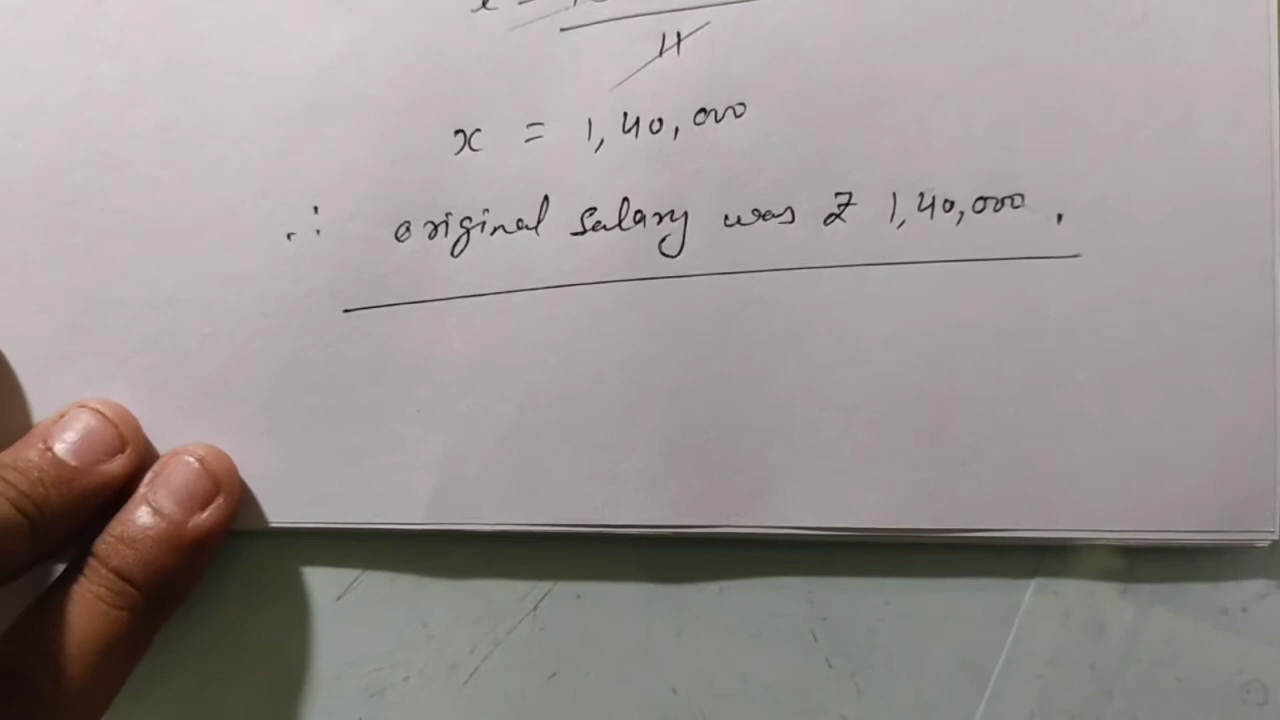 11
x = 1,40,000
∴ original salary was ₹ 1,40,000.